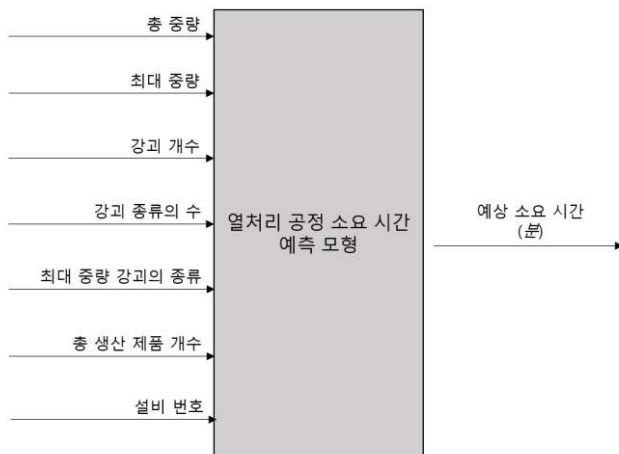 총 중량
최대 중량
강괴 개수
강괴 종류의 수
최대 중량 강괴의 종류
총 생산 제품 개수
설비 번호
열처리 공정 소요 시간
예측 모형
예상 소요 시간
(분)